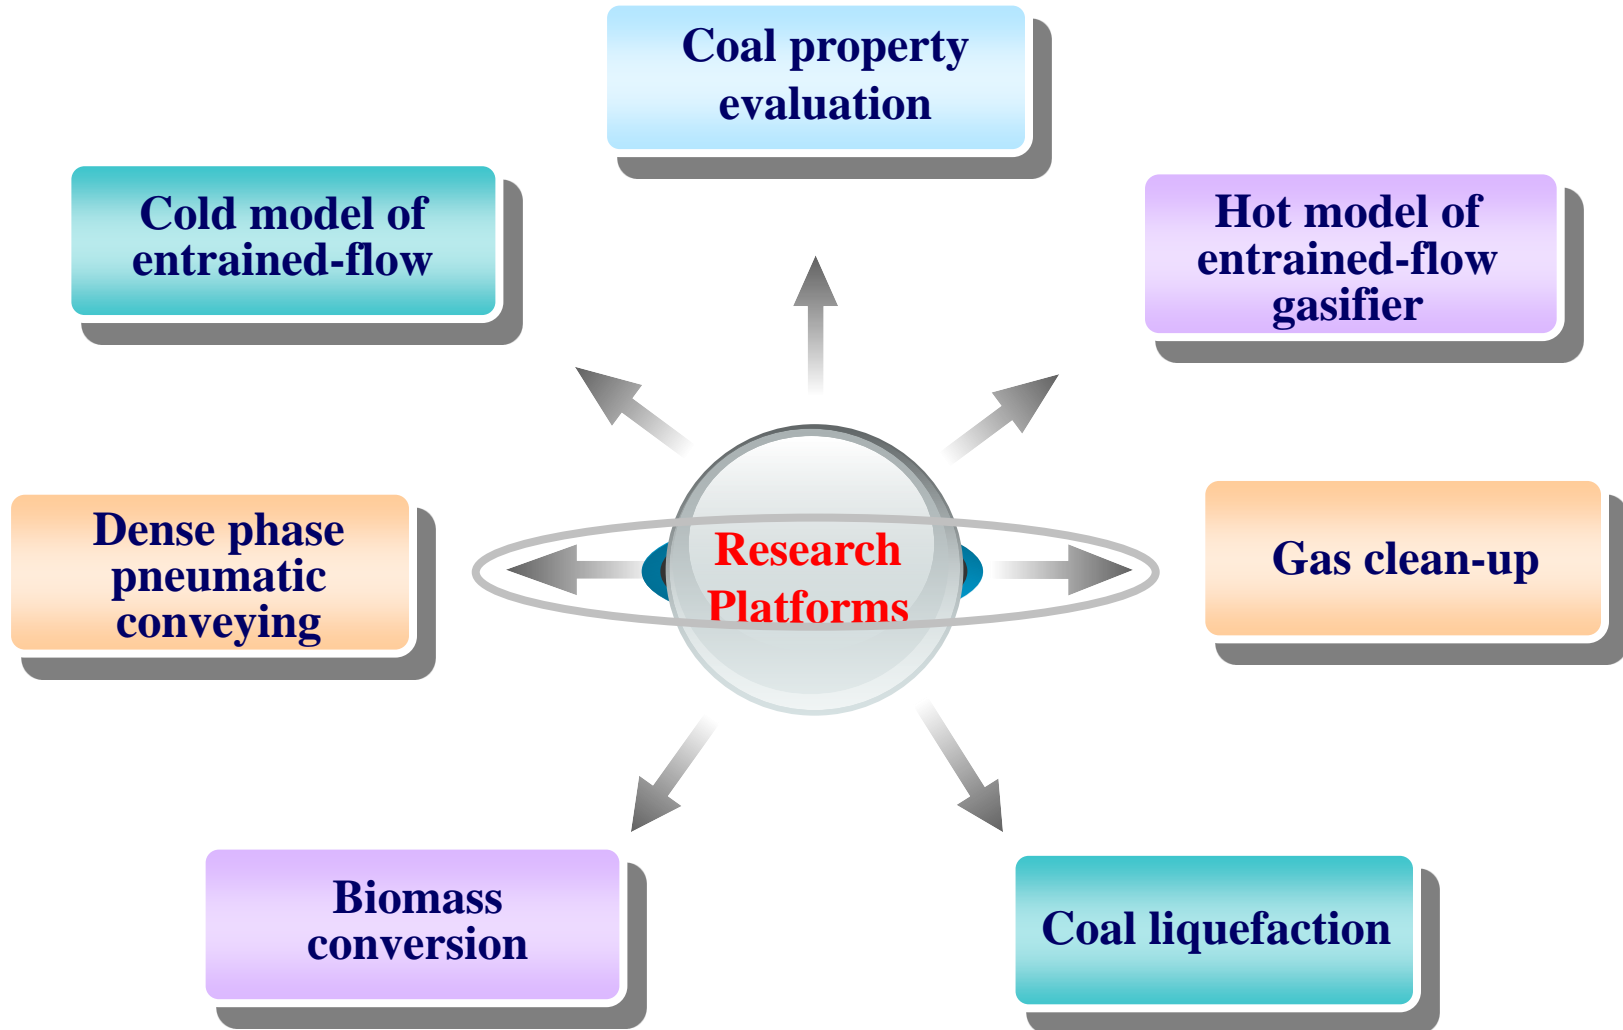 Coal property
evaluation
Cold model of
entrained-flow
Hot model of
entrained-flow
gasifier
Dense phase
pneumatic
conveying
Research
Platforms
Gas clean-up
Biomass
conversion
Coal liquefaction